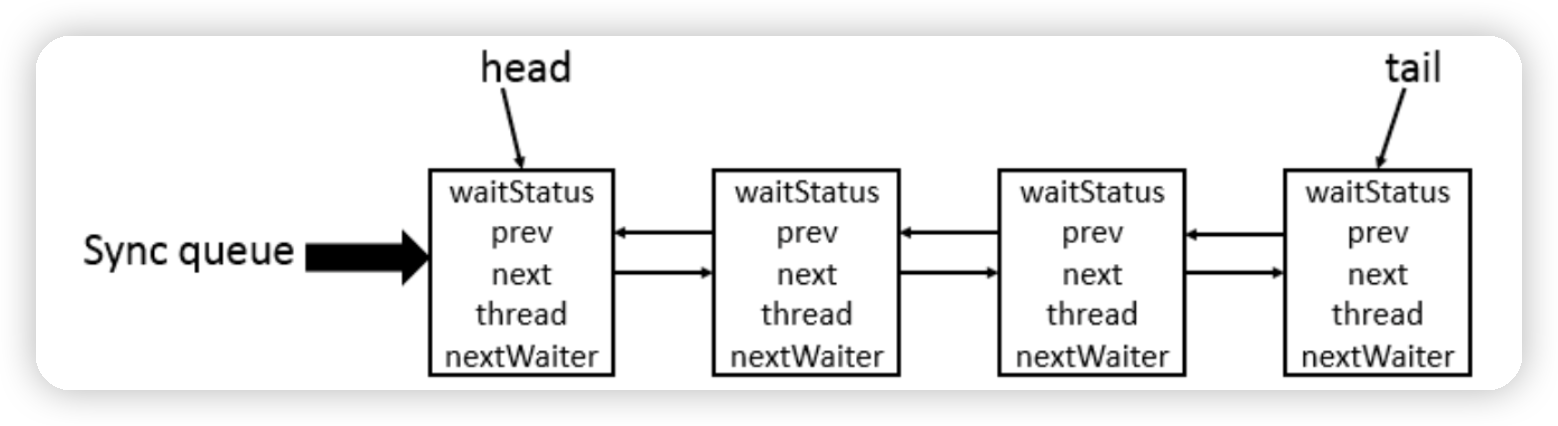 head
tail
Sync queue
waitStatus
prev
next
thread
nextWaiter
waitStatus
prev
next
thread
nextWaiter
waitStatus
prev
next
thread
nextWaiter
waitStatus
prev
next
thread
nextWaiter